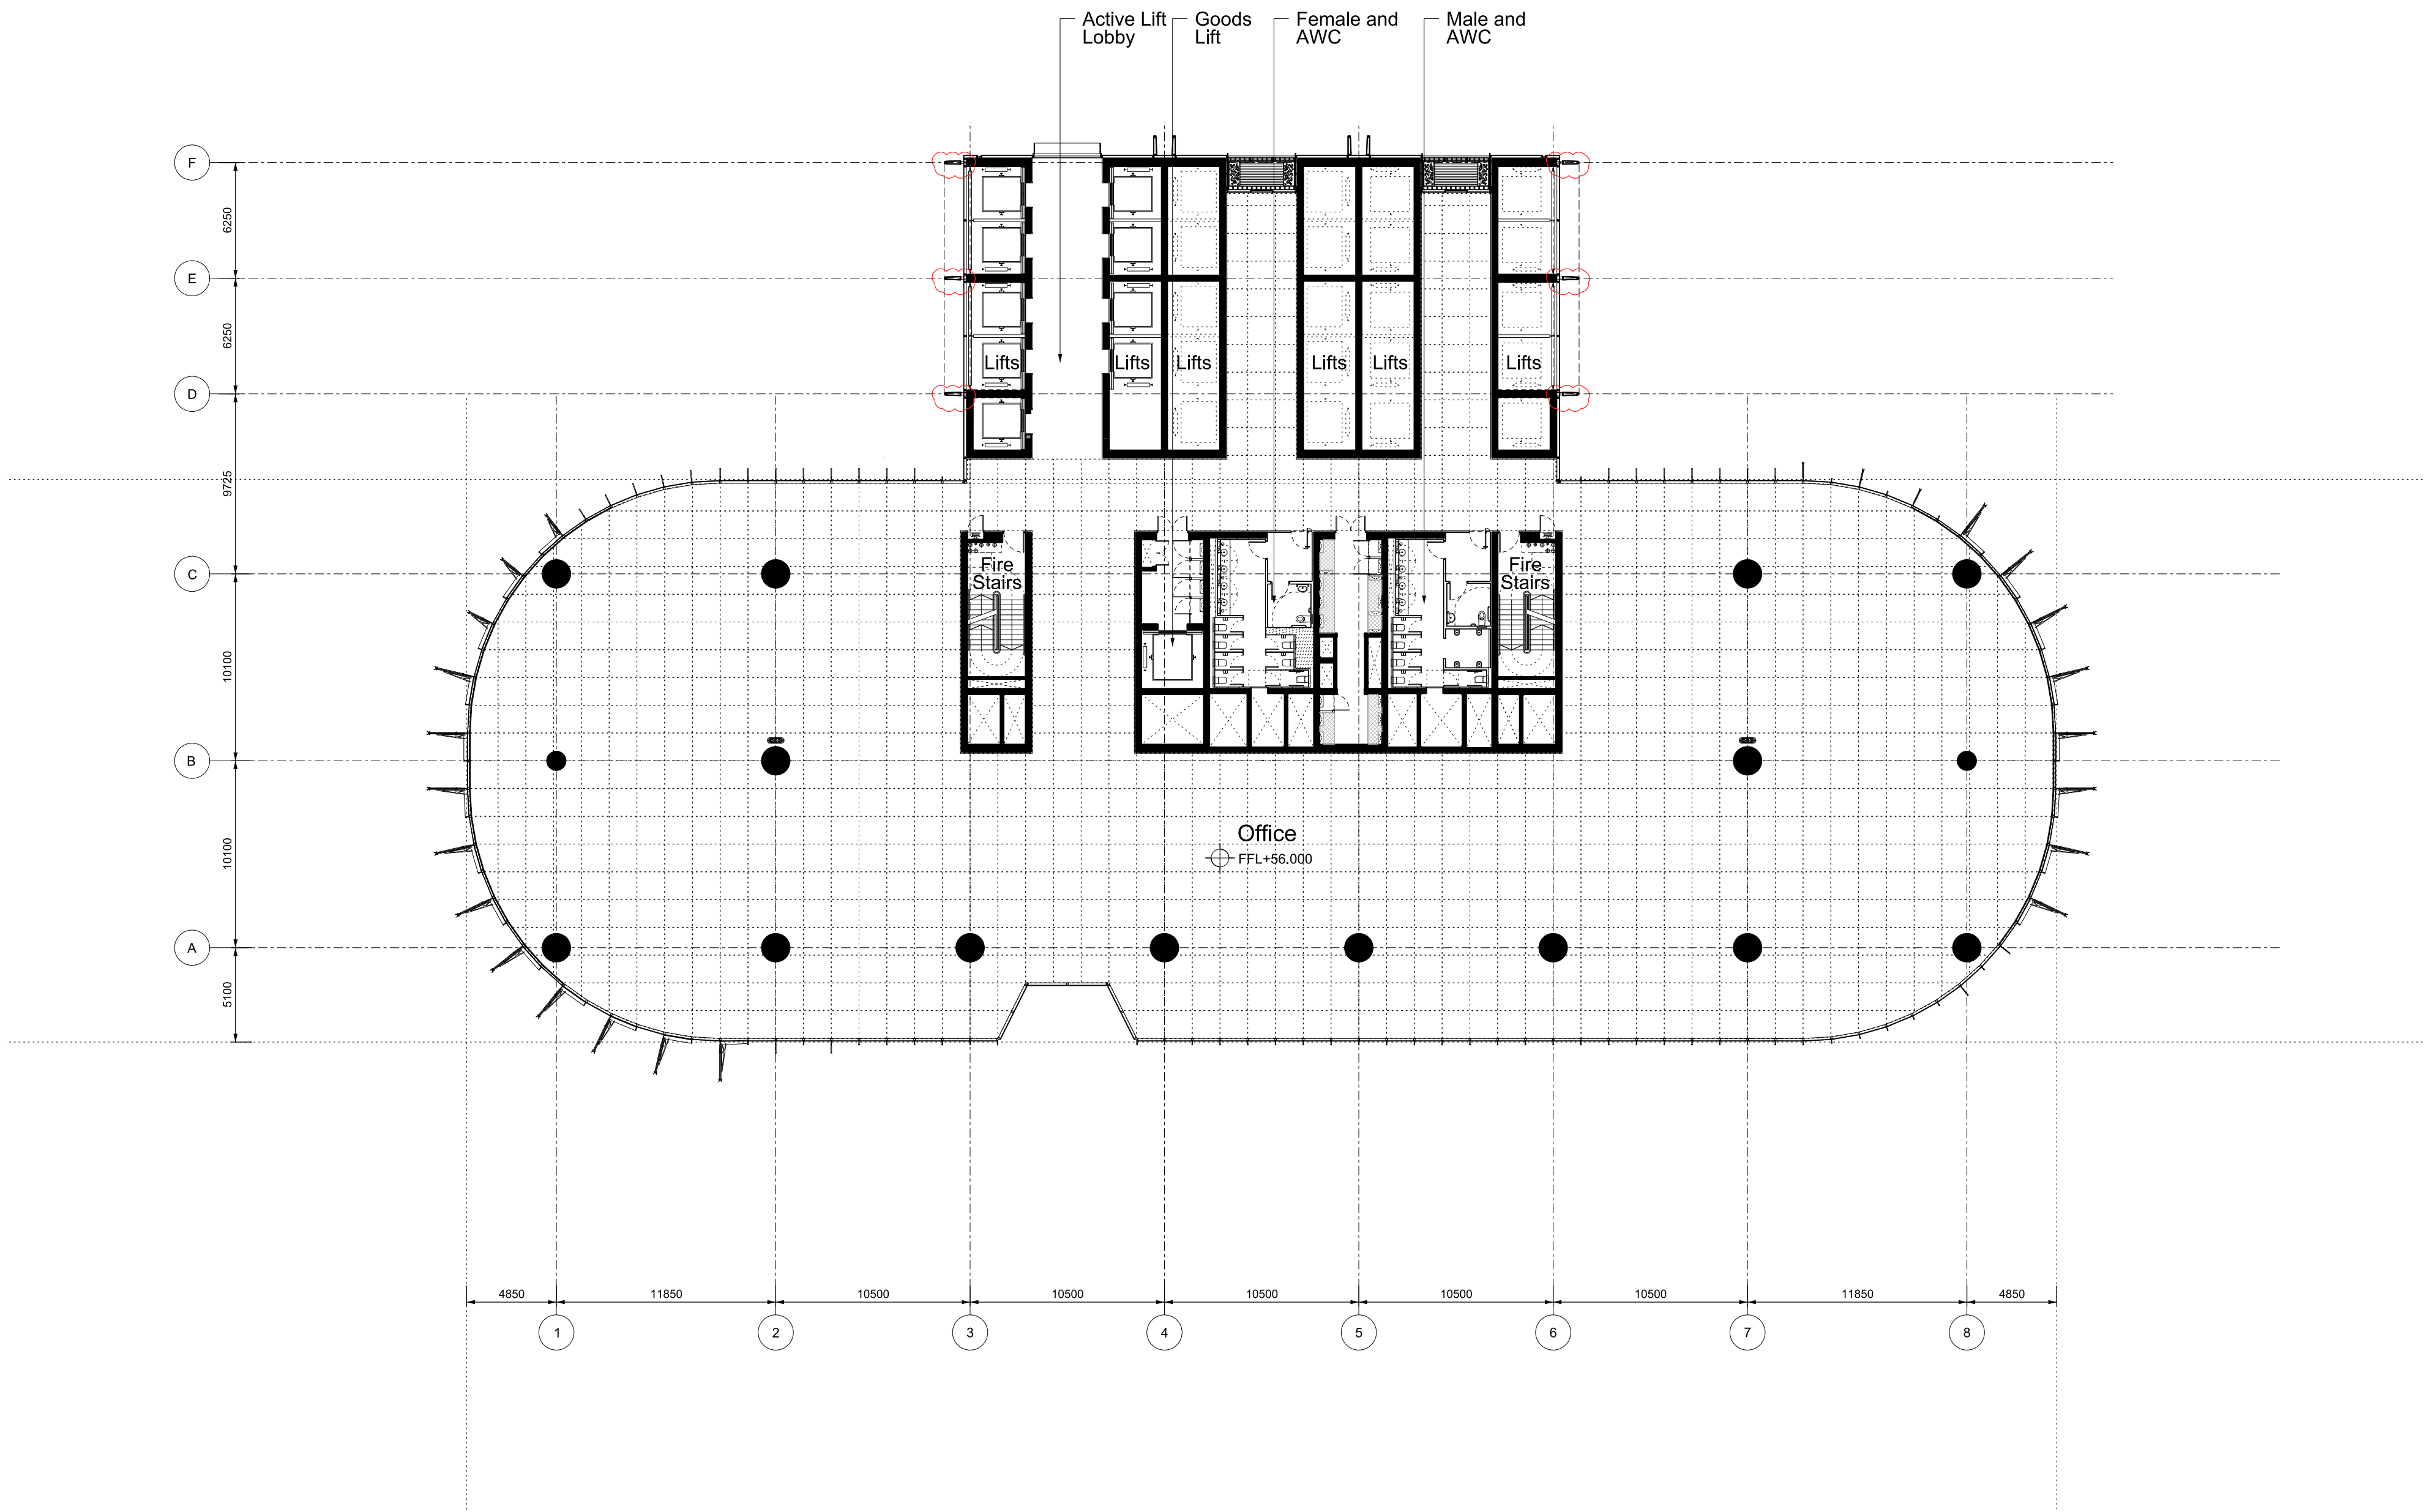 Active Lift
Lobby
Goods
Lift
Female and
AWC
Male and
AWC
F
6250
E
6250
Lifts
Lifts
Lifts
Lifts
Lifts
Lifts
D
9725
C
Fire
Stairs
Fire
Stairs
10100
B
Office
FFL+56.000
10100
A
5100
4850
11850
10500
10500
10500
10500
10500
11850
4850
1
2
3
4
5
6
7
8